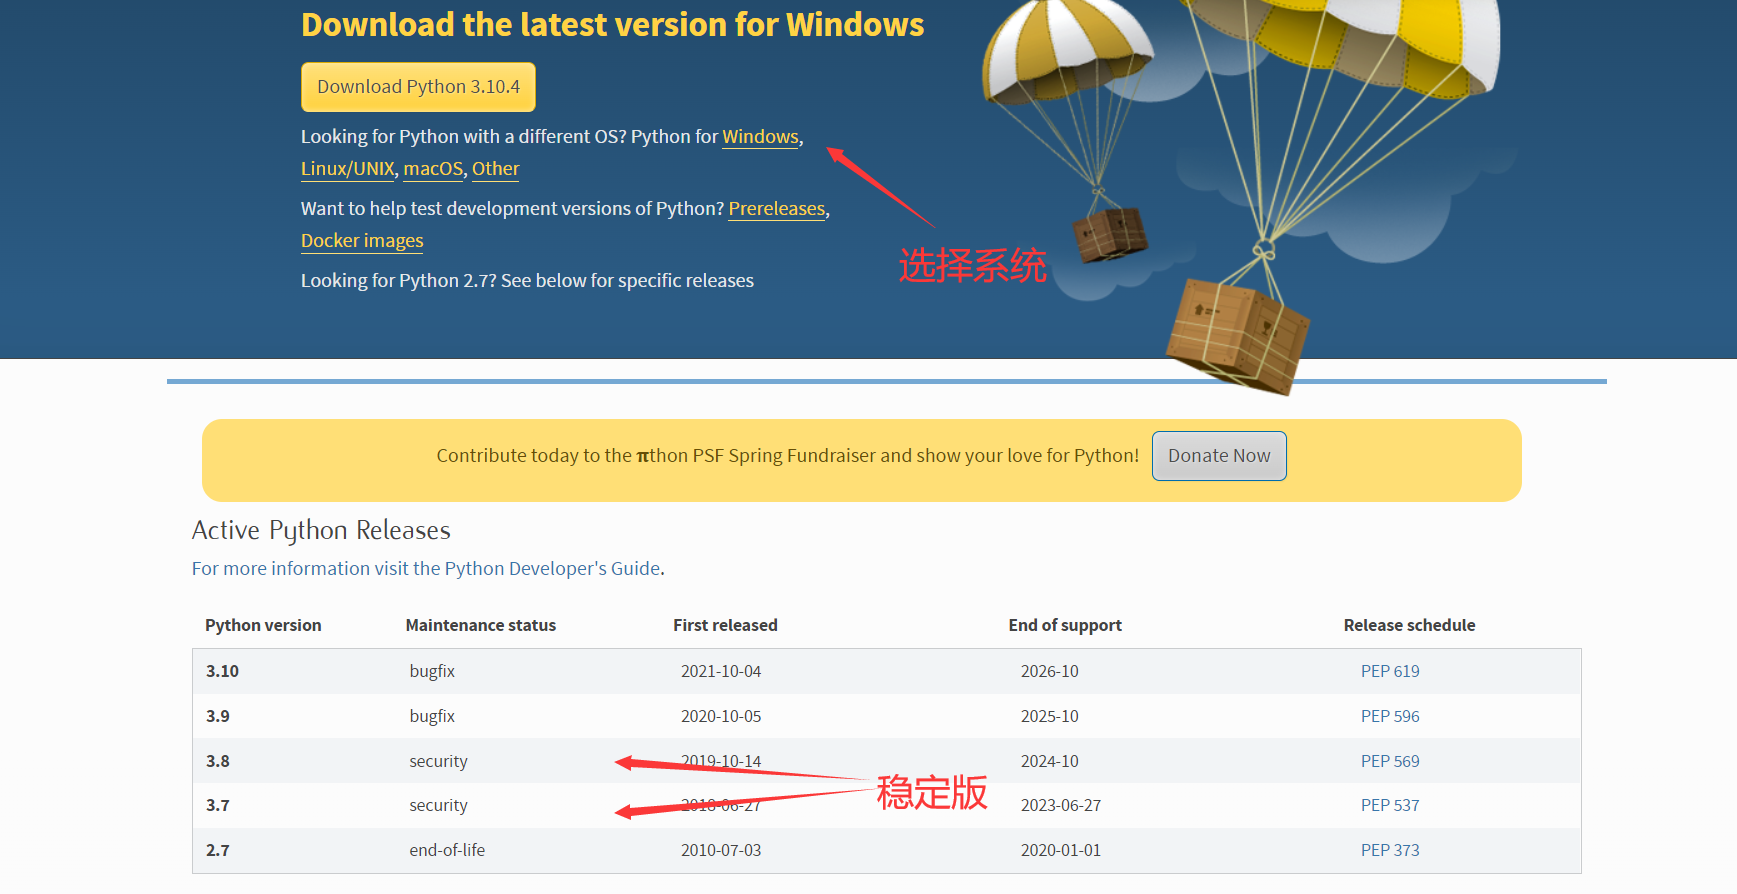 Download the latest version for Windows
Download Python 3.10.4
Looking for Python with a different OS? Python for Windows,
Linux/UNIX, macOS, Other
Want to help test development versions of Python? Prereleases,
Docker images
选择系统
Looking for Python 2.7? See below for specific releases
Contribute today to the πthon PSF Spring Fundraiser and show your love for Python! Donate Now
Active Python Releases
For more information visit the Python Developer's Guide.
Python version Maintenance status First released End of support Release schedule
3.10 bugfix 2021-10-04 2026-10 PEP 619
3.9 bugfix 2020-10-05 2025-10 PEP 596
3.8 security 2019-10-14 2024-10 PEP 569
稳定版
3.7 security 2018-06-27 2023-06-27 PEP 537
2.7 end-of-life 2010-07-03 2020-01-01 PEP 373